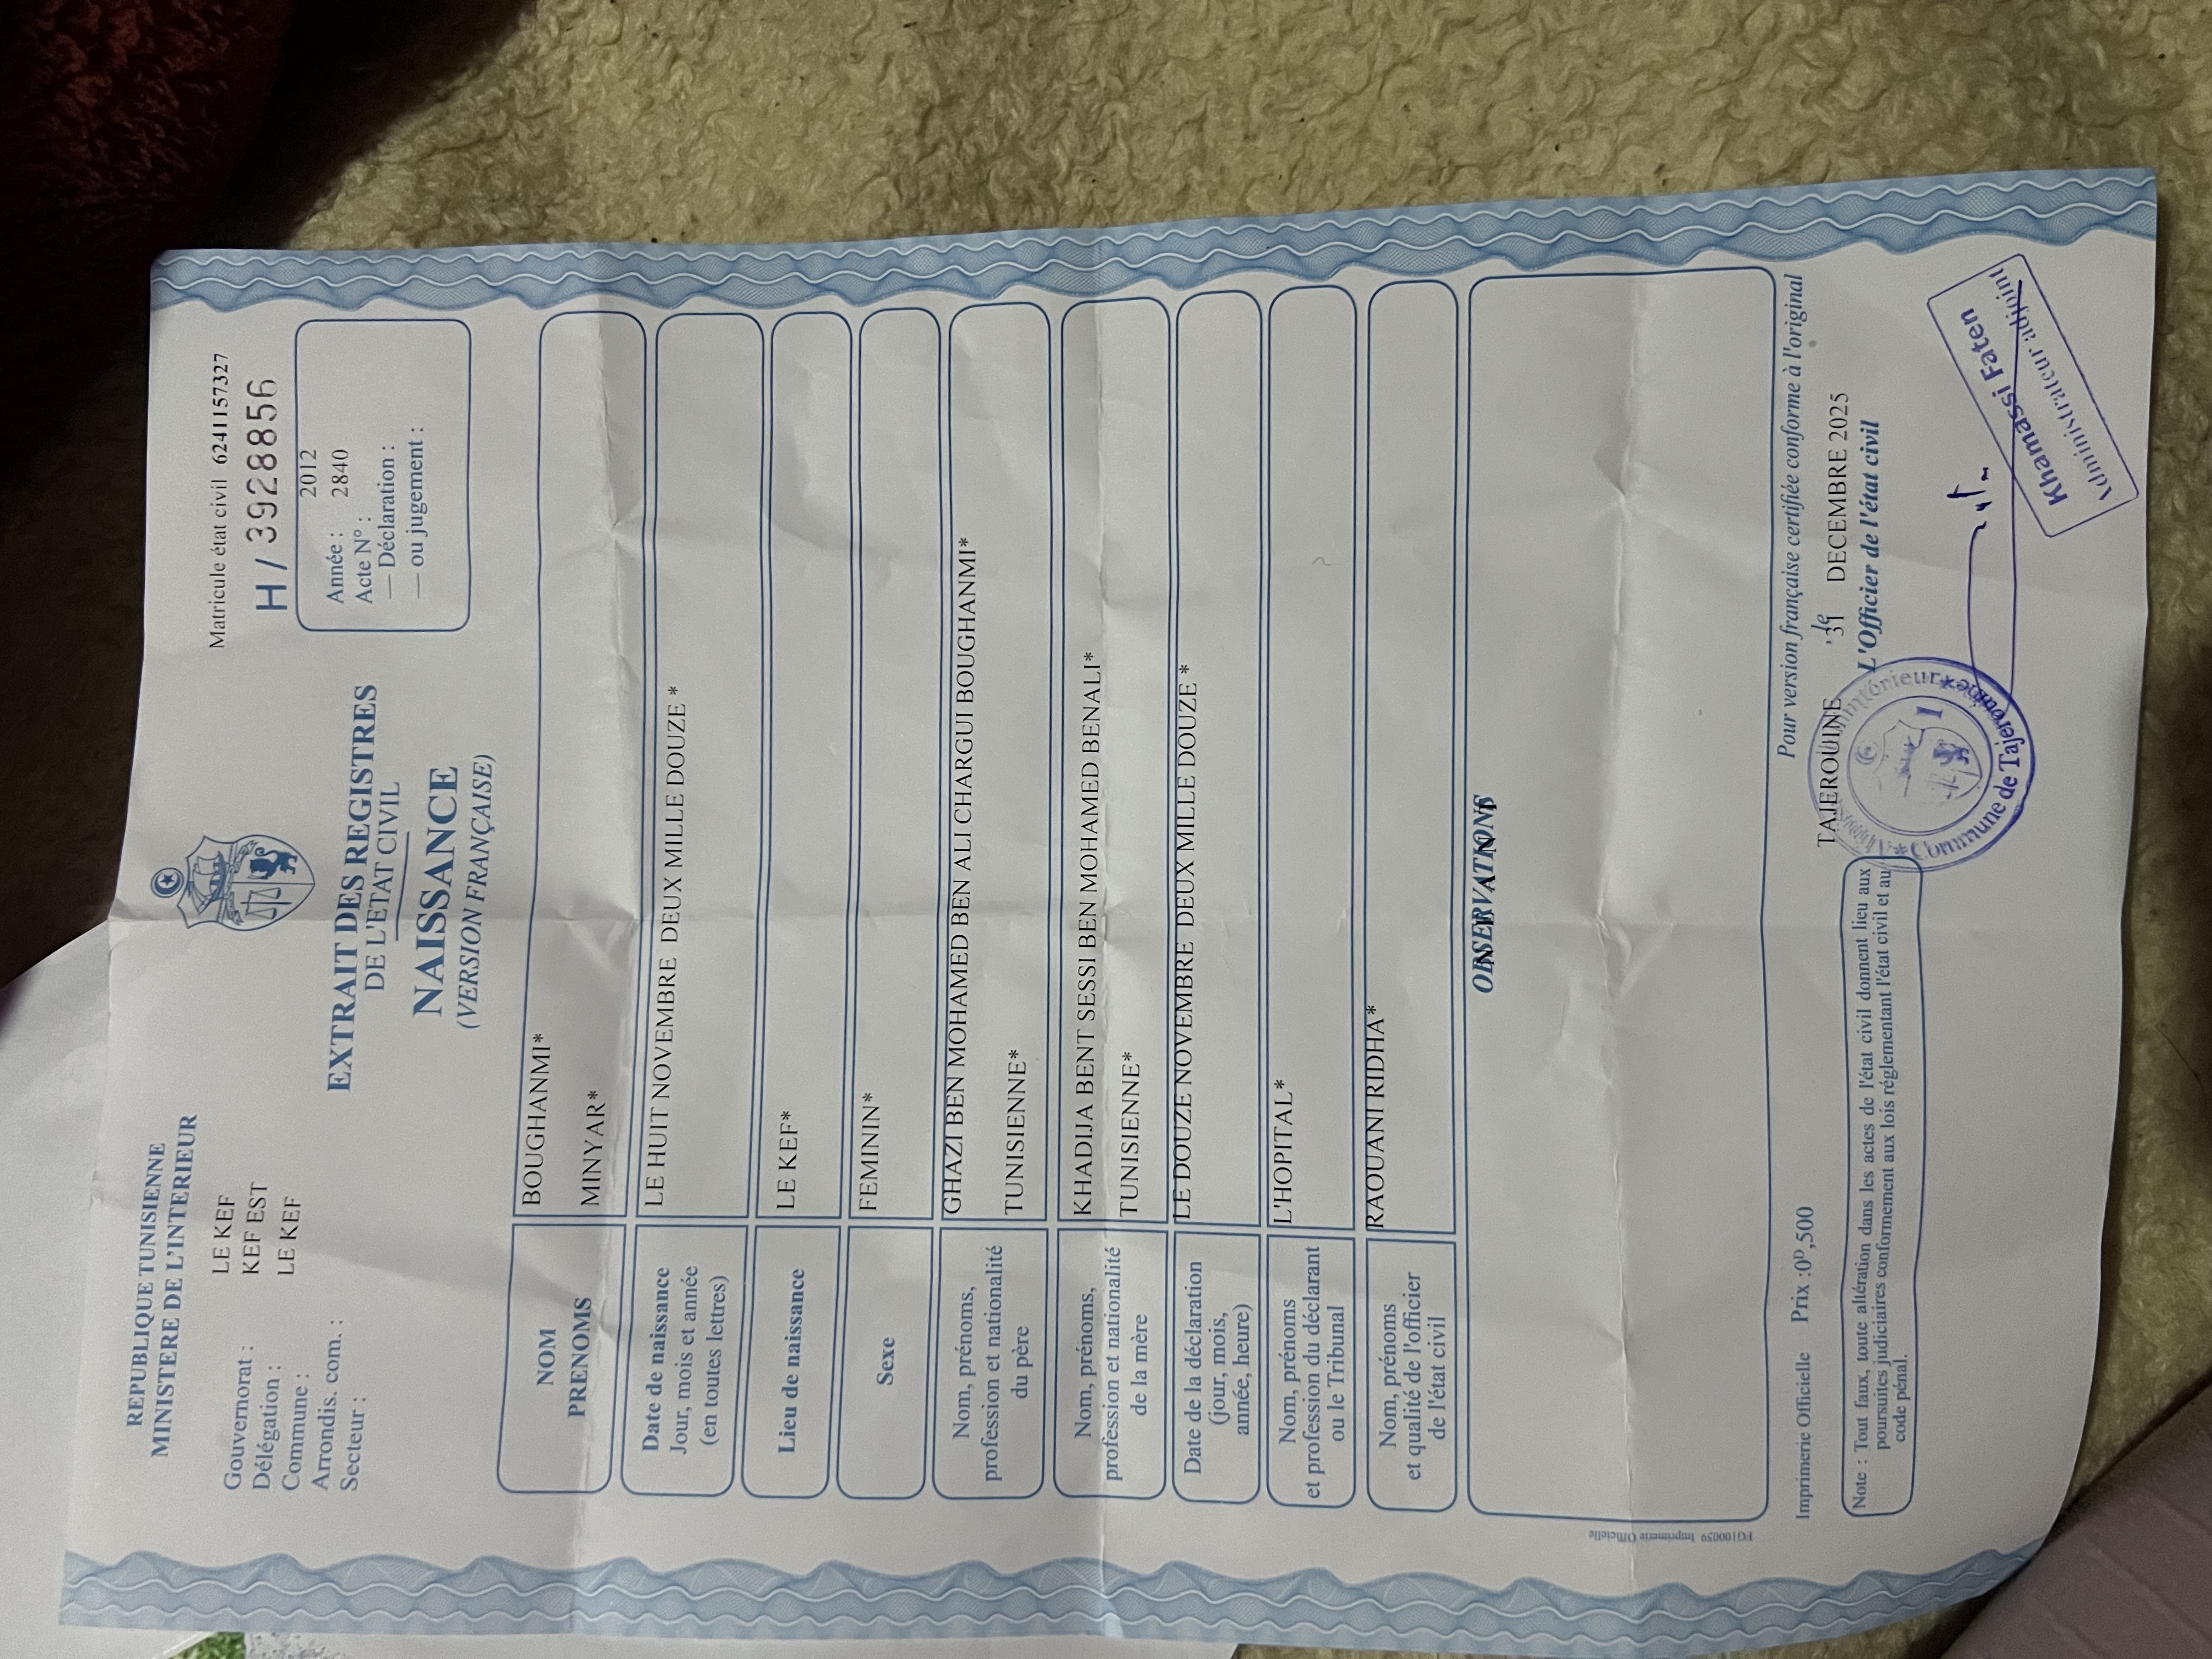 REPUBLIQUE TUNISIENNE
MINISTERE DE L'INTERIEUR
Gouvernorat : LE KEF
Délégation : KEF EST
Commune : LE KEF
Arrondis. com. :
Secteur :
Matricule état civil 6241157327
H / 3928856
2012
Année :
Acte N° : 2840
— Déclaration :
— ou jugement :
EXTRAIT DES REGISTRES
DE L'ETAT CIVIL
NAISSANCE
(VERSION FRANÇAISE)
NOM BOUGHANMI*
PRENOMS MINYAR*
Date de naissance LE HUIT NOVEMBRE DEUX MILLE DOUZE *
Jour, mois et année
(en toutes lettres)
Lieu de naissance LE KEF*
Sexe FEMININ*
Nom, prénoms, GHAZI BEN MOHAMED BEN ALI CHARGUI BOUGHANMI*
profession et nationalité
du père TUNISIENNE*
Nom, prénoms, KHADIJA BENT SESSI BEN MOHAMED BENALI*
profession et nationalité
de la mère TUNISIENNE*
Date de la déclaration LE DOUZE NOVEMBRE DEUX MILLE DOUZE *
(jour, mois,
année, heure)
Nom, prénoms L'HOPITAL*
et profession du déclarant
ou le Tribunal
Nom, prénoms RAOUANI RIDHA*
et qualité de l'officier
de l'état civil
OBSERVATIONS
FG100059 Imprimerie Officielle
Imprimerie Officielle Prix :0D,500
Pour version française certifiée conforme à l'original
TAJEROUINE le 31 DECEMBRE 2025
L'Officier de l'état civil
Note : Tout faux, toute altération dans les actes de l'état civil donnent lieu aux
poursuites judiciaires conformement aux lois réglementant l'état civil et au
code pénal.
Intérieur * Commune de Tajerouine *
Khamassi Faten
Administrateur adjoint